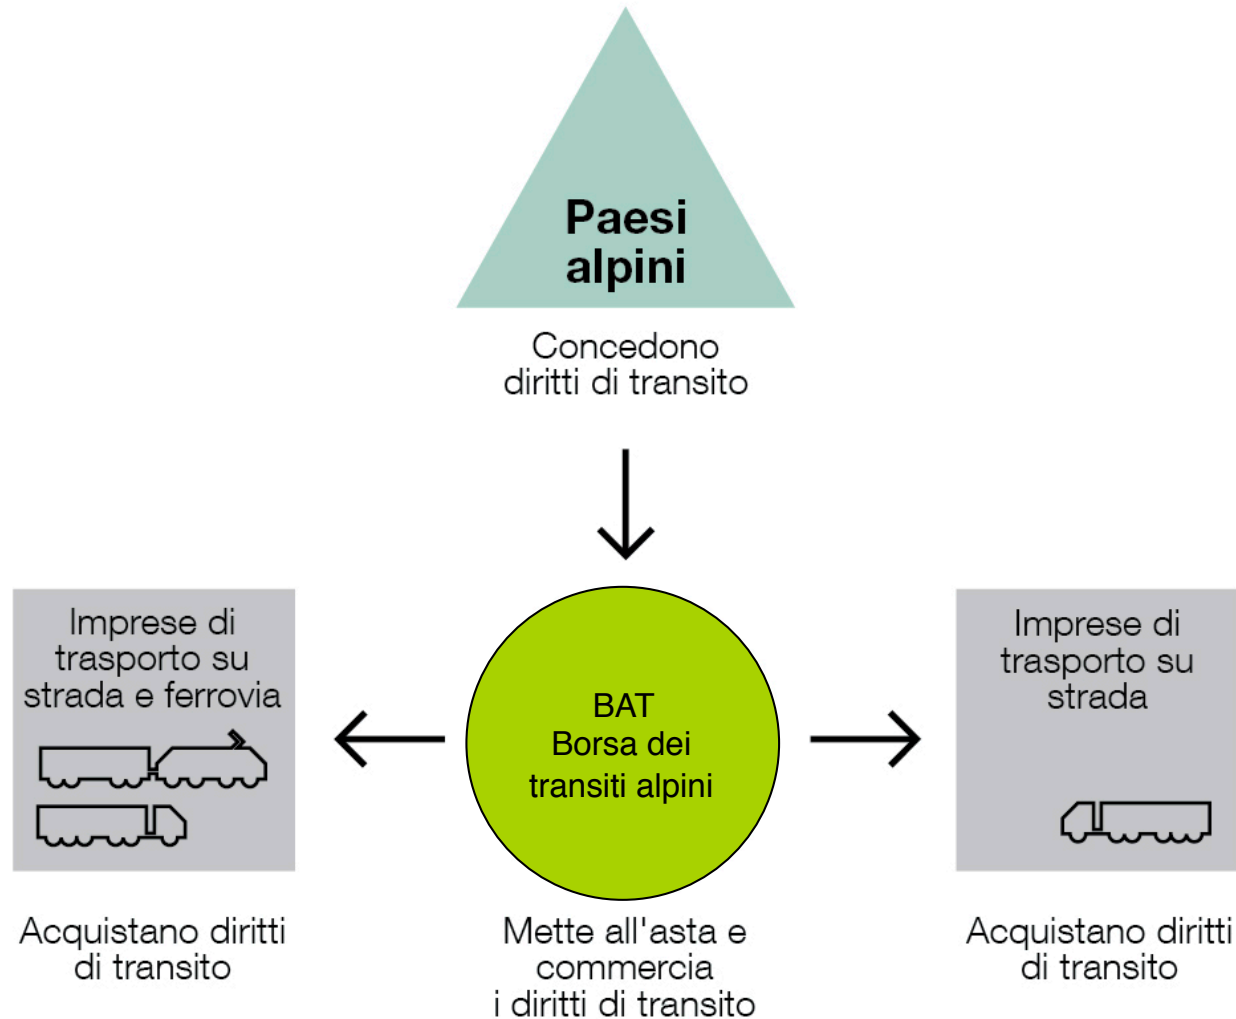 Paesi
alpini
Concedono
diritti di transito
Imprese di
trasporto su
strada e ferrovia
Acquistano diritti
di transito
BAT
Borsa dei
transiti alpini
Mette all'asta e
commercia
i diritti di transito
Imprese di
trasporto su
strada
Acquistano diritti
di transito